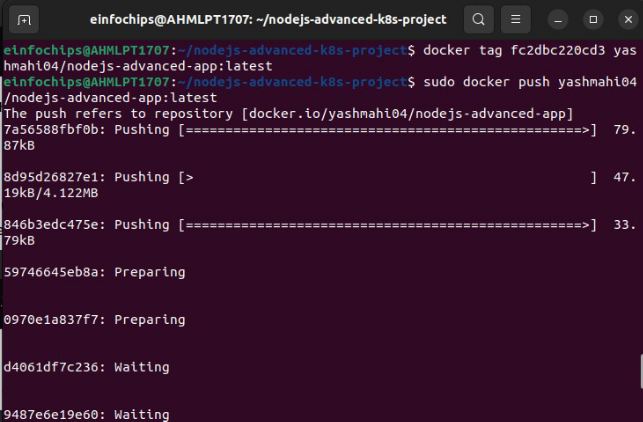 einfochips@AHMLPT1707: ~/nodejs-advanced-k8s-project
einfochips@AHMLPT1707:~/nodejs-advanced-k8s-project$ docker tag fc2dbc220cd3 yas
hmahi04/nodejs-advanced-app:latest
einfochips@AHMLPT1707:~/nodejs-advanced-k8s-project$ sudo docker push yashmahi04
/nodejs-advanced-app:latest
The push refers to repository [docker.io/yashmahi04/nodejs-advanced-app]
7a56588fbf0b: Pushing [==================================================>]  79.
87kB
8d95d26827e1: Pushing [>                                                  ]  47.
19kB/4.122MB
846b3edc475e: Pushing [==================================================>]  33.
79kB
59746645eb8a: Preparing
0970e1a837f7: Preparing
d4061df7c236: Waiting
9487e6e19e60: Waiting